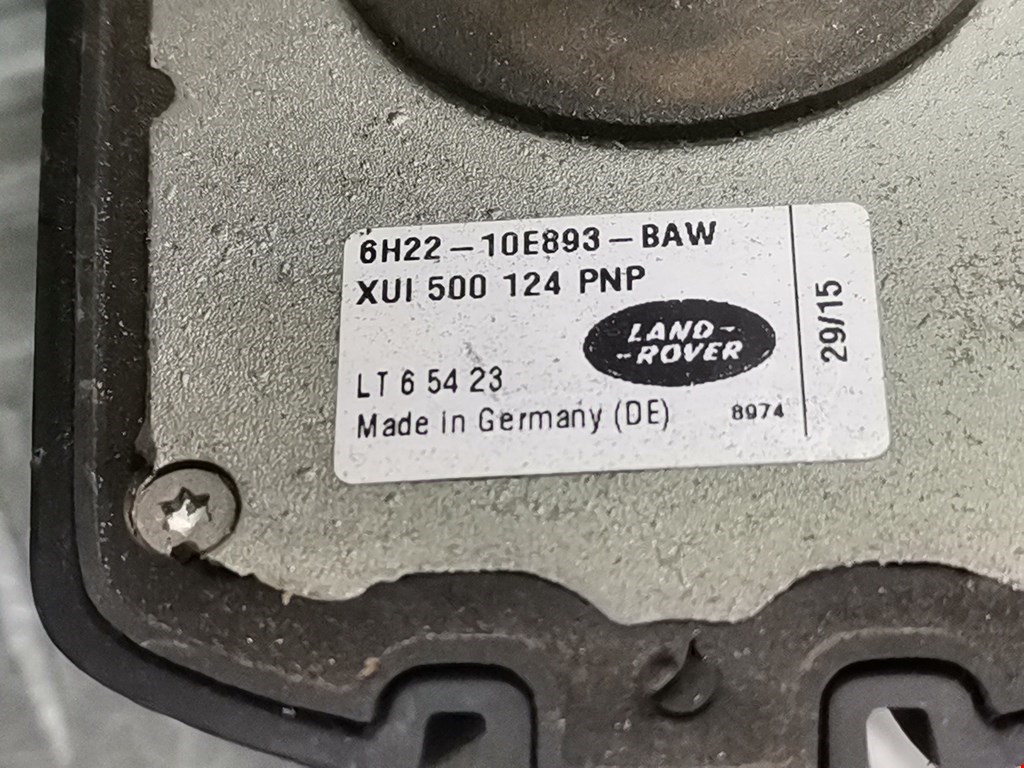 6H22-10E893-BAW
XUI 500 124 PNP
LAND-
-ROVER
LT 6 54 23
Made in Germany (DE)
8974
29/15